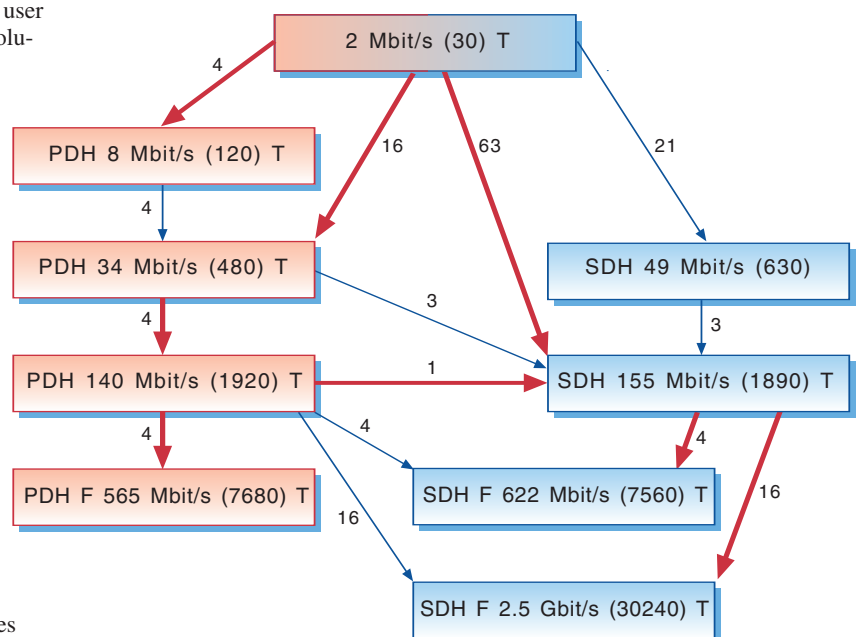 user
olu-
2 Mbit/s (30) T
4
16
63
21
PDH 8 Mbit/s (120) T
4
PDH 34 Mbit/s (480) T
SDH 49 Mbit/s (630)
3
4
3
PDH 140 Mbit/s (1920) T
1
SDH 155 Mbit/s (1890) T
4
4
4
PDH F 565 Mbit/s (7680) T
SDH F 622 Mbit/s (7560) T
16
16
SDH F 2.5 Gbit/s (30240) T
es